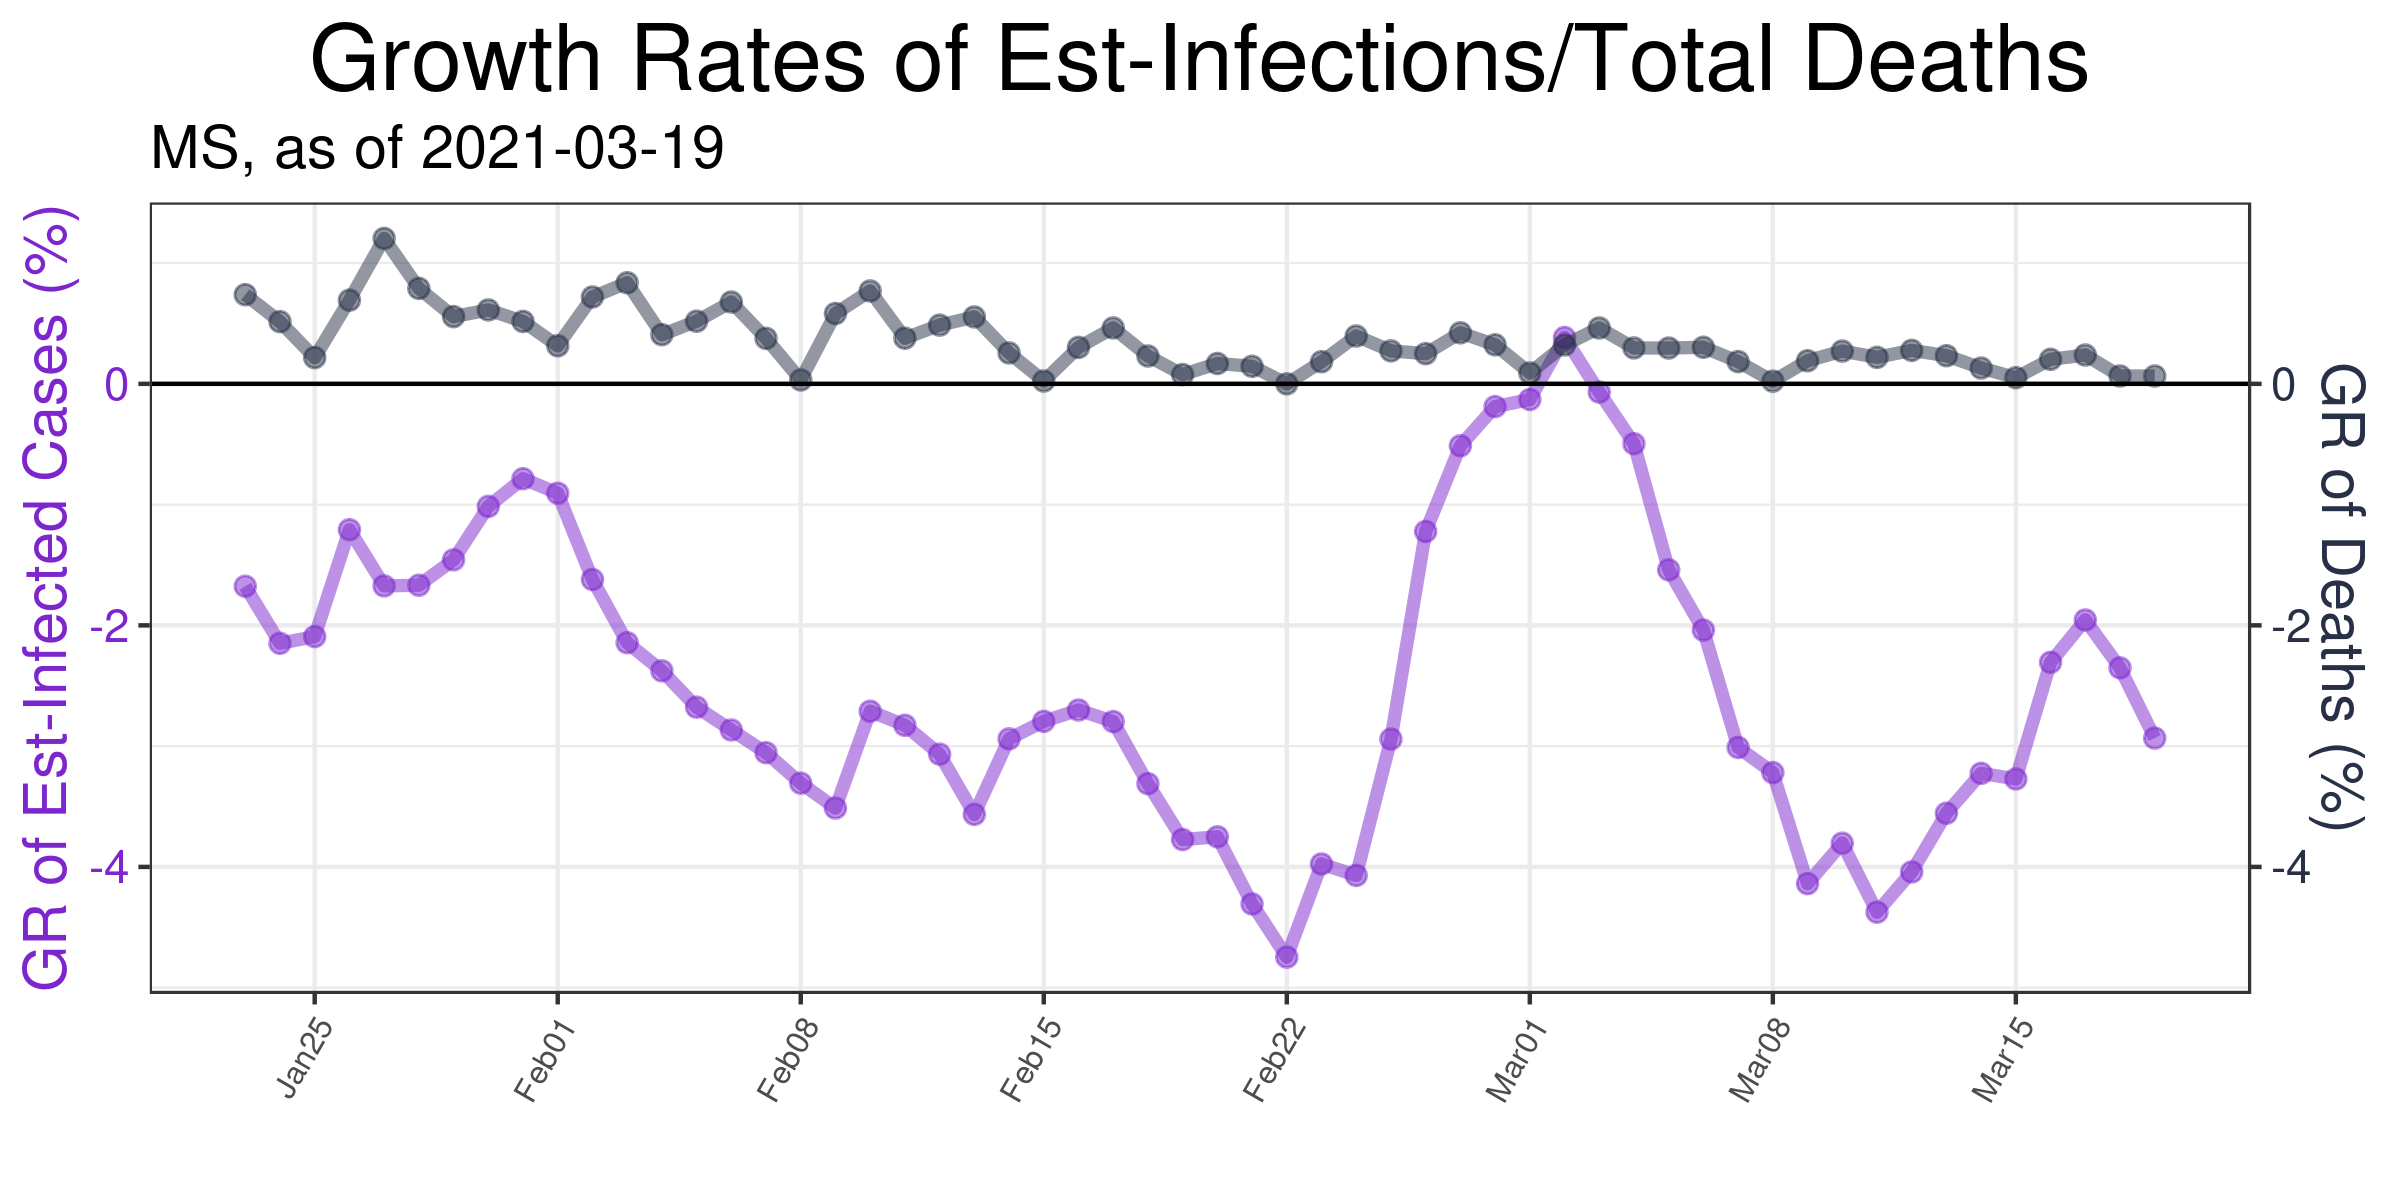 Growth Rates of Est-Infections/Total Deaths
MS, as of 2021-03-19
GR of Est-Infected Cases (%)
0
-2
-4
0
-2
-4
GR of Deaths (%)
Jan25
Feb01
Feb08
Feb15
Feb22
Mar01
Mar08
Mar15